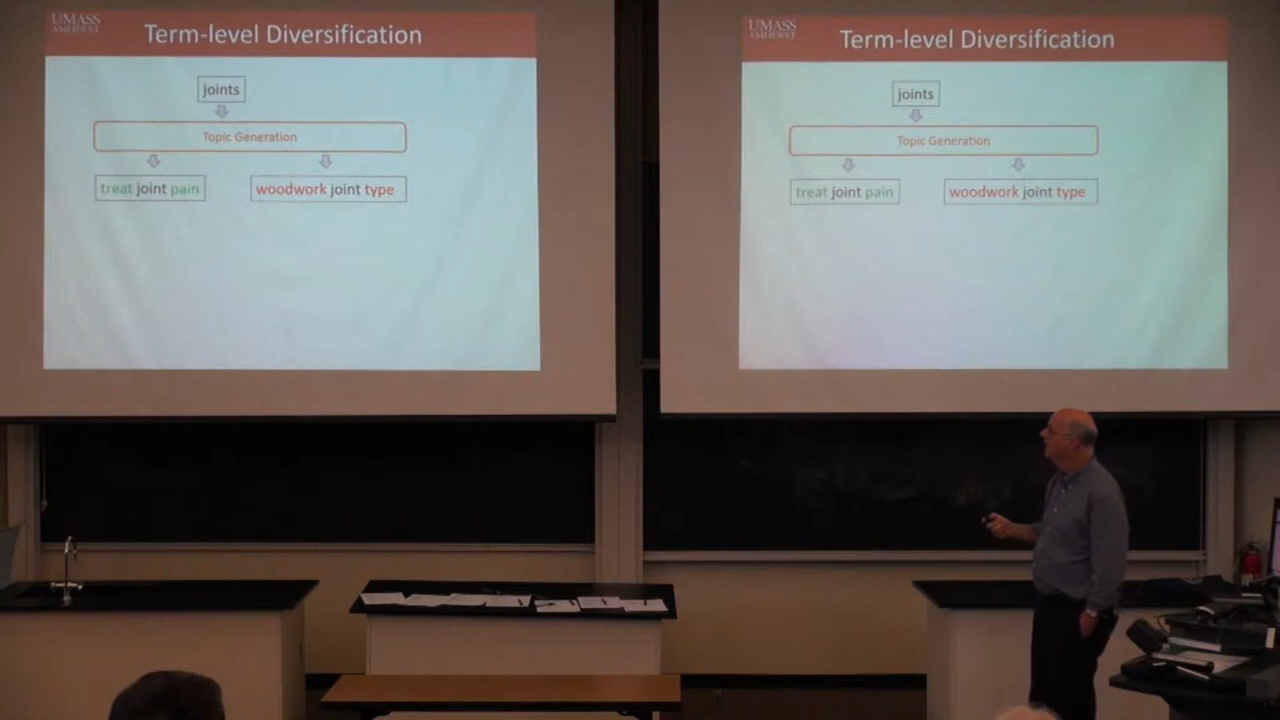 UMASS
AMHERST
Term-level Diversification
joints
Topic Generation
treat joint pain
woodwork joint type
UMASS
AMHERST
Term-level Diversification
joints
Topic Generation
treat joint pain
woodwork joint type